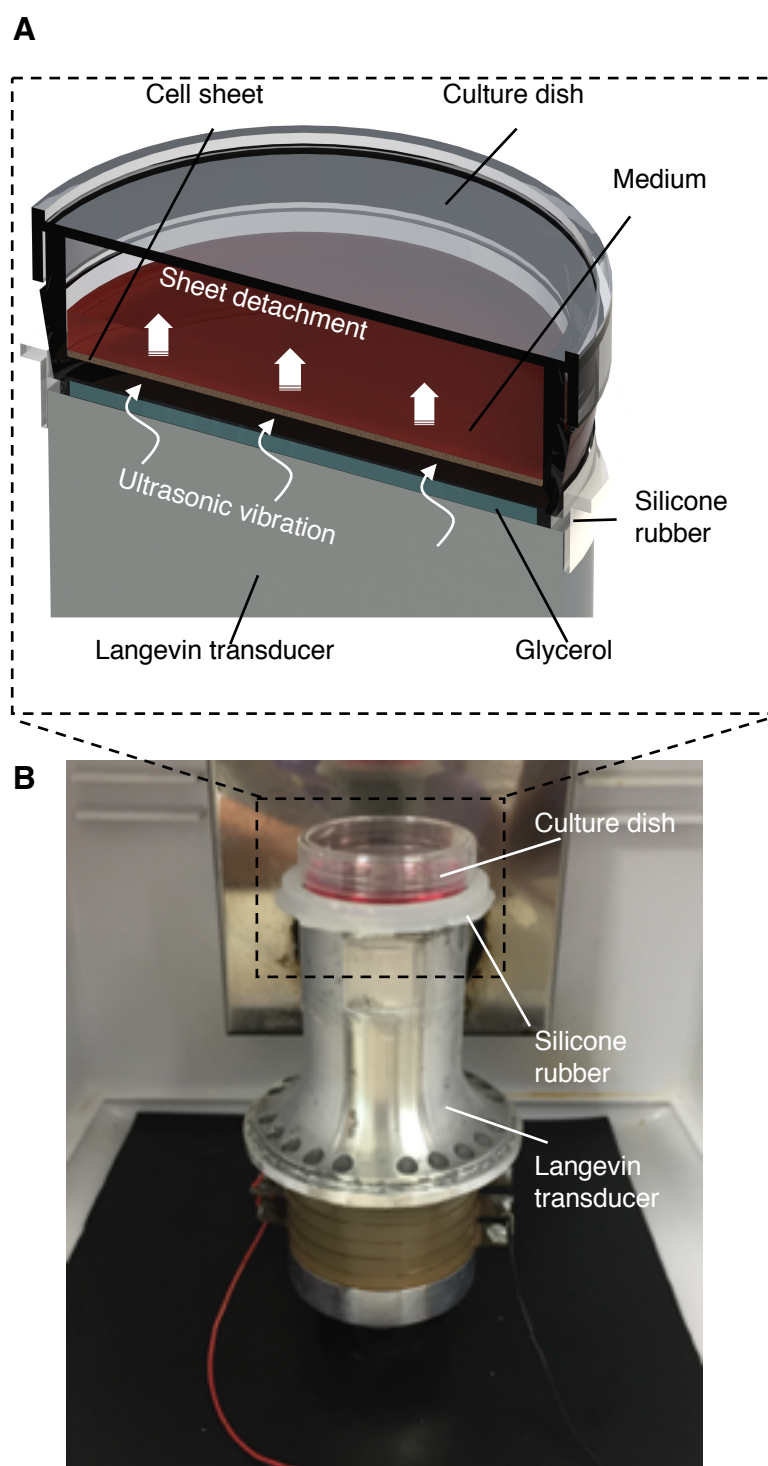 A
Cell sheet
Culture dish
Medium
Sheet detachment
Ultrasonic vibration
Silicone
rubber
Langevin transducer
Glycerol
B
Culture dish
Silicone
rubber
Langevin
transducer